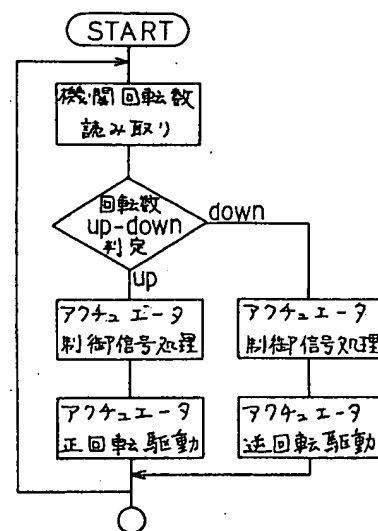 START
機関回転数
読み取り
回転数
up-down
判定
down
up
アクチュエータ
制御信号処理
アクチュエータ
制御信号処理
アクチュエータ
正回転駆動
アクチュエータ
逆回転駆動